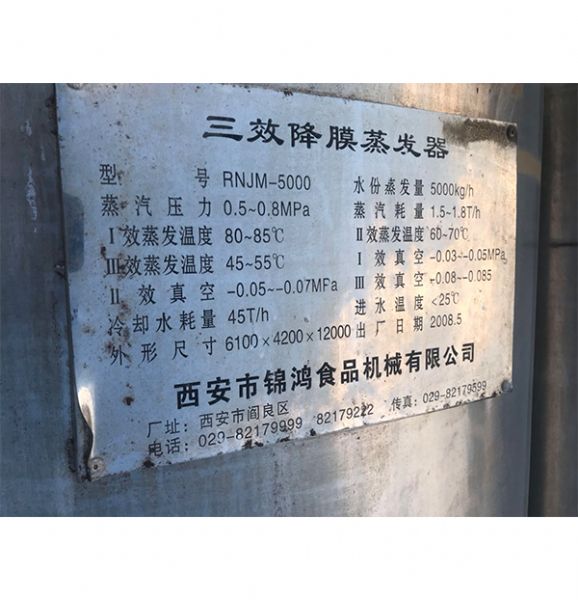 三效降膜蒸发器
型 号 RNJM-5000 水份蒸发量 5000kg/h
蒸汽压力 0.5~0.8MPa 蒸汽耗量 1.5~1.8T/h
Ⅰ效蒸发温度 80~85℃ Ⅱ效蒸发温度 60~70℃
Ⅲ效蒸发温度 45~55℃ Ⅰ 效真空 -0.03~-0.05MPa
Ⅱ 效真空 -0.05~-0.07MPa Ⅲ 效真空 -0.08~-0.085
冷却水耗量 45T/h 进水温度 <25℃
外形尺寸 6100×4200×12000 出厂日期 2008.5
西安市锦鸿食品机械有限公司
厂址: 西安市阎良区
电话: 029-82179999 82179222 传真: 029-82179599